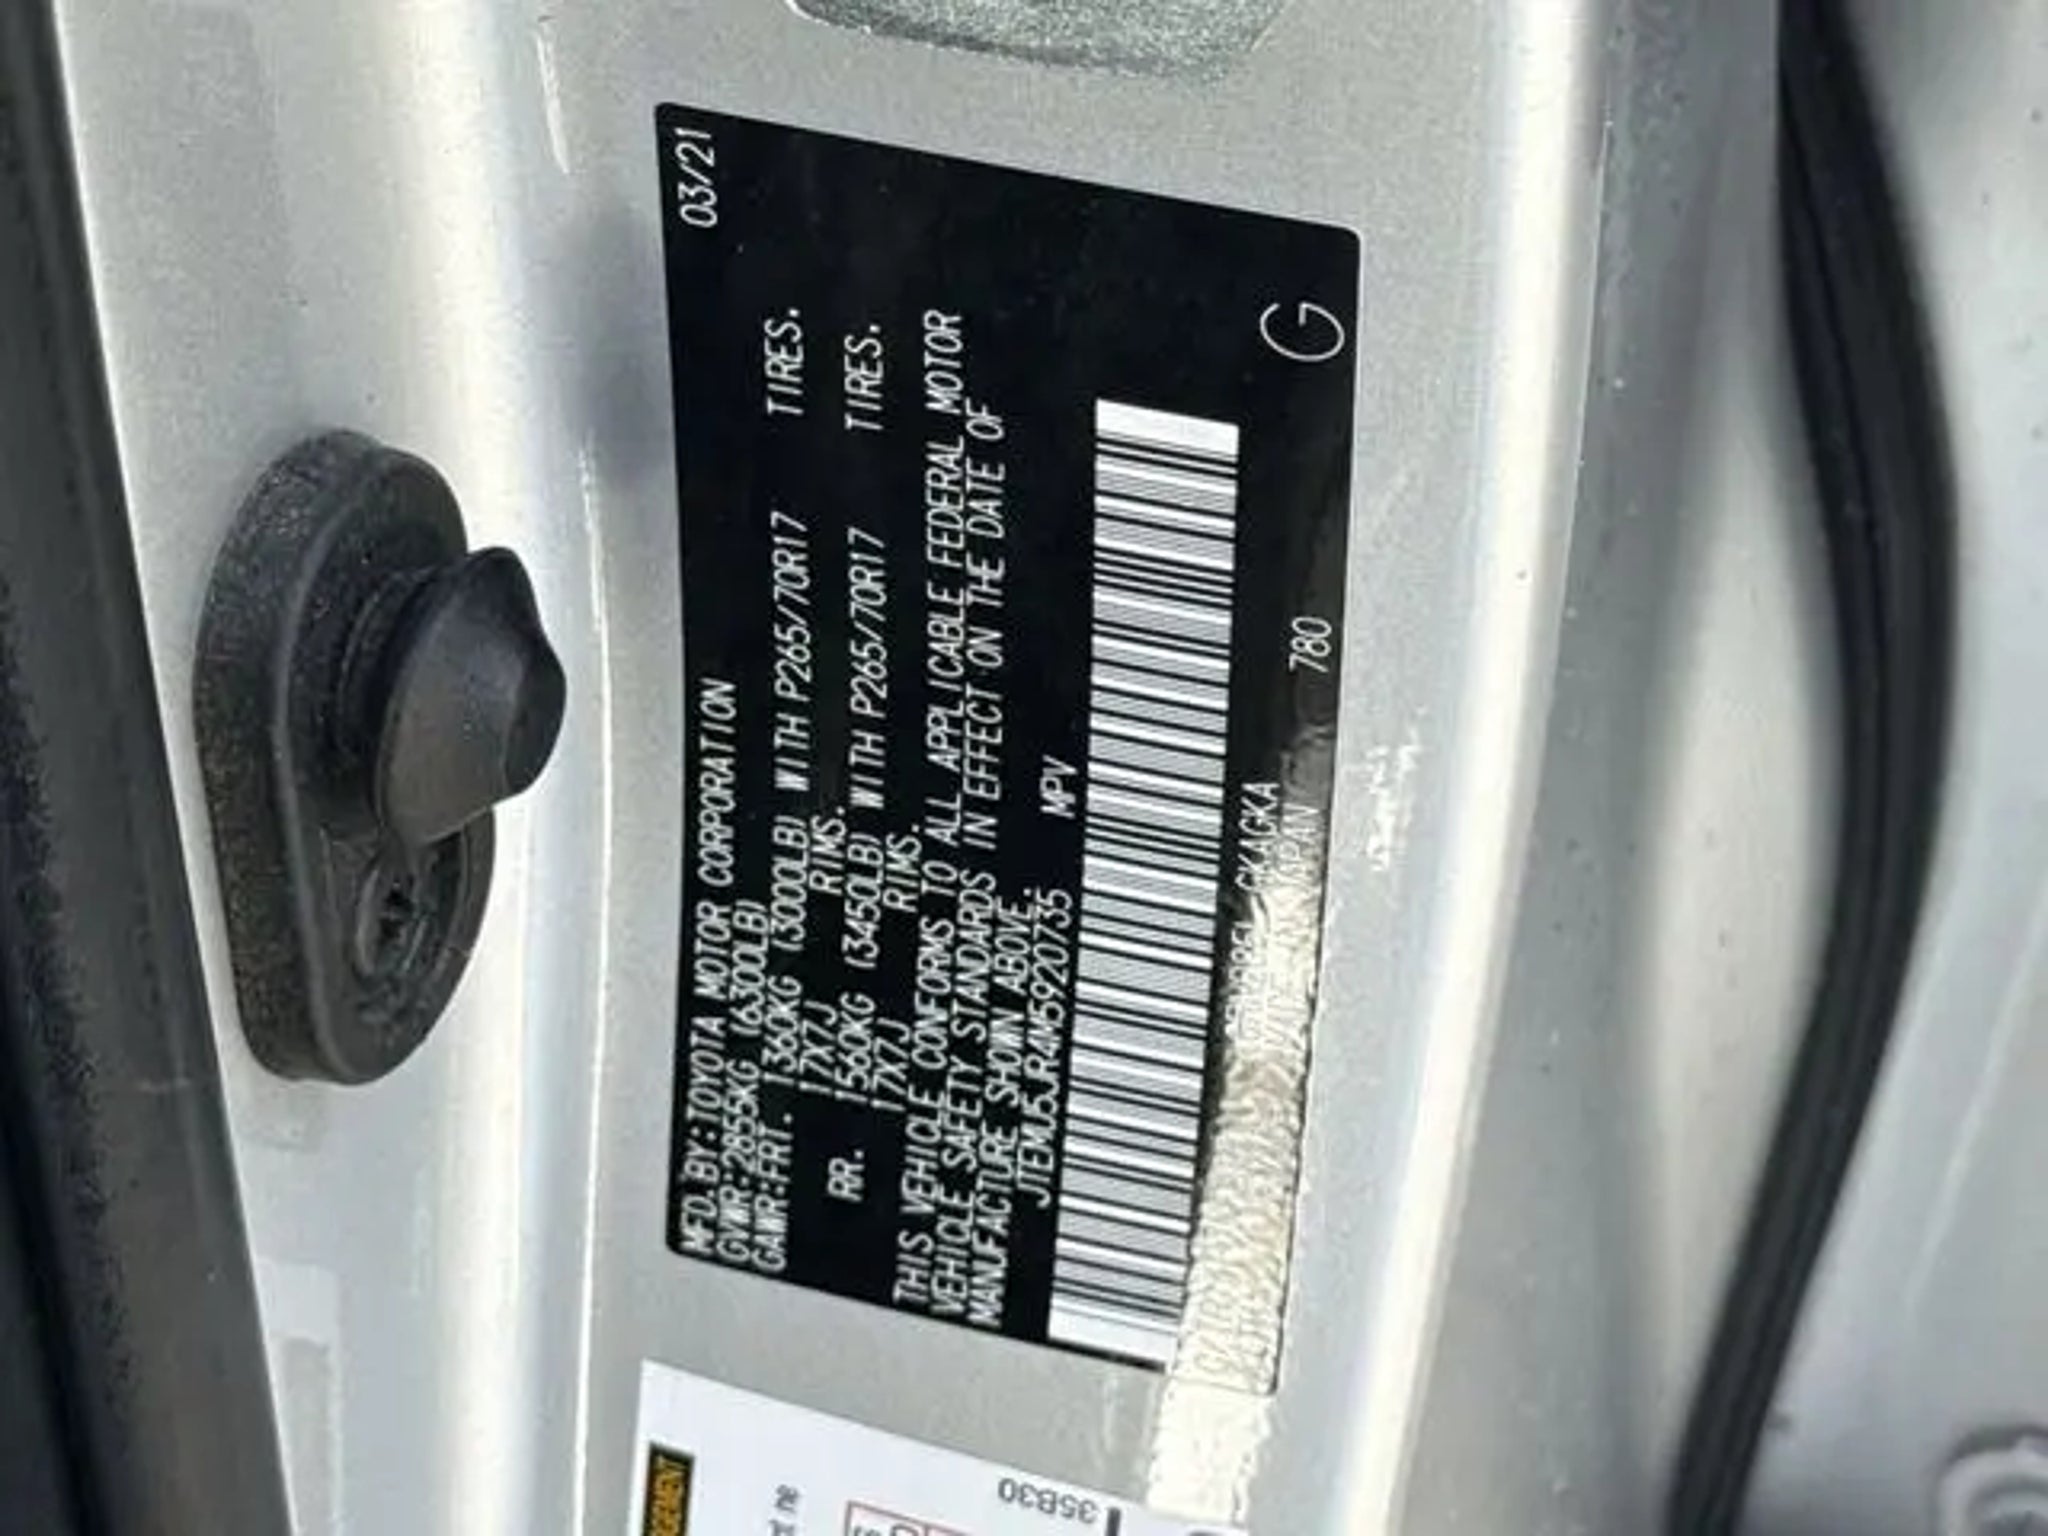 03/21
MFD.BY:TOYOTA MOTOR CORPORATION
GVWR:2855KG (6300LB)
GAWR:FRT. 1360KG (3000LB) WITH P265/70R17 TIRES.
17X7J RIMS.
RR. 1560KG (3450LB) WITH P265/70R17 TIRES.
17X7J RIMS.
THIS VEHICLE CONFORMS TO ALL APPLICABLE FEDERAL MOTOR
VEHICLE SAFETY STANDARDS IN EFFECT ON THE DATE OF
MANUFACTURE SHOWN ABOVE.
JTEMU5JR4M5920735 MPV
GKAGKA
JAPAN 780
G
35B30